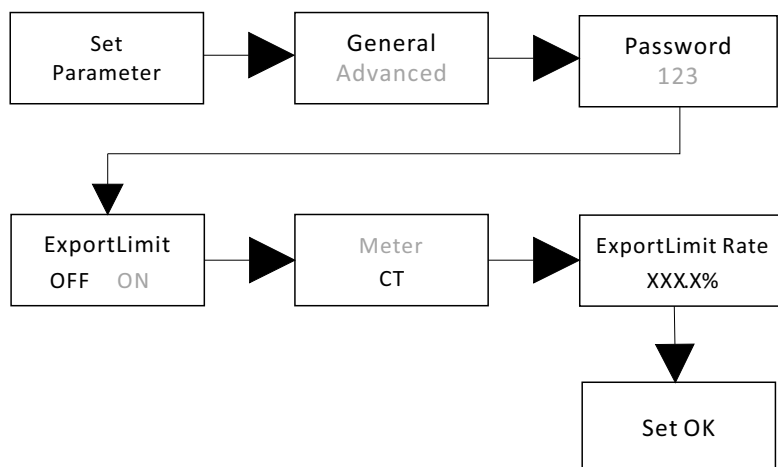 Set
Parameter
General
Advanced
Password
123
ExportLimit
OFF ON
Meter
CT
ExportLimit Rate
XXX.X%
Set OK